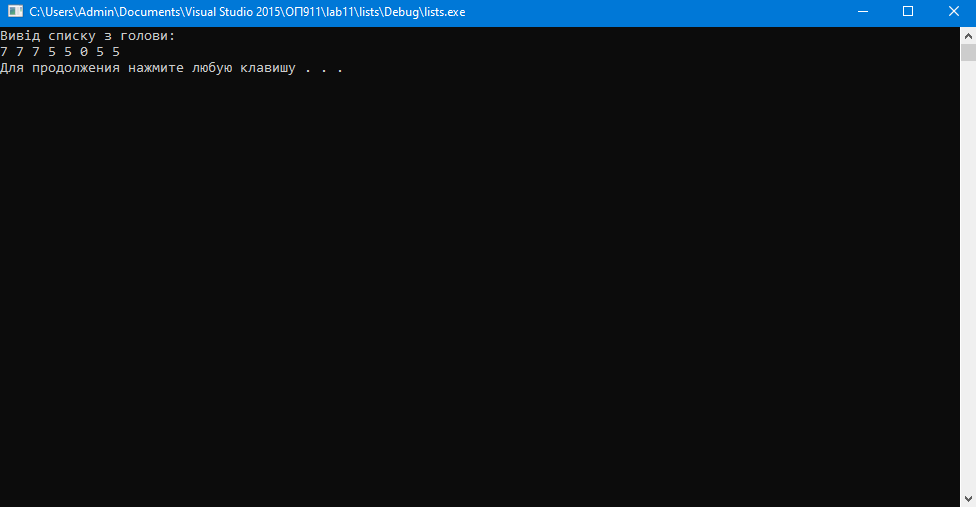 C:\Users\Admin\Documents\Visual Studio 2015\ОП911\lab11\lists\Debug\lists.exe
Вивід списку з голови:
7 7 7 5 5 0 5 5
Для продолжения нажмите любую клавишу . . .